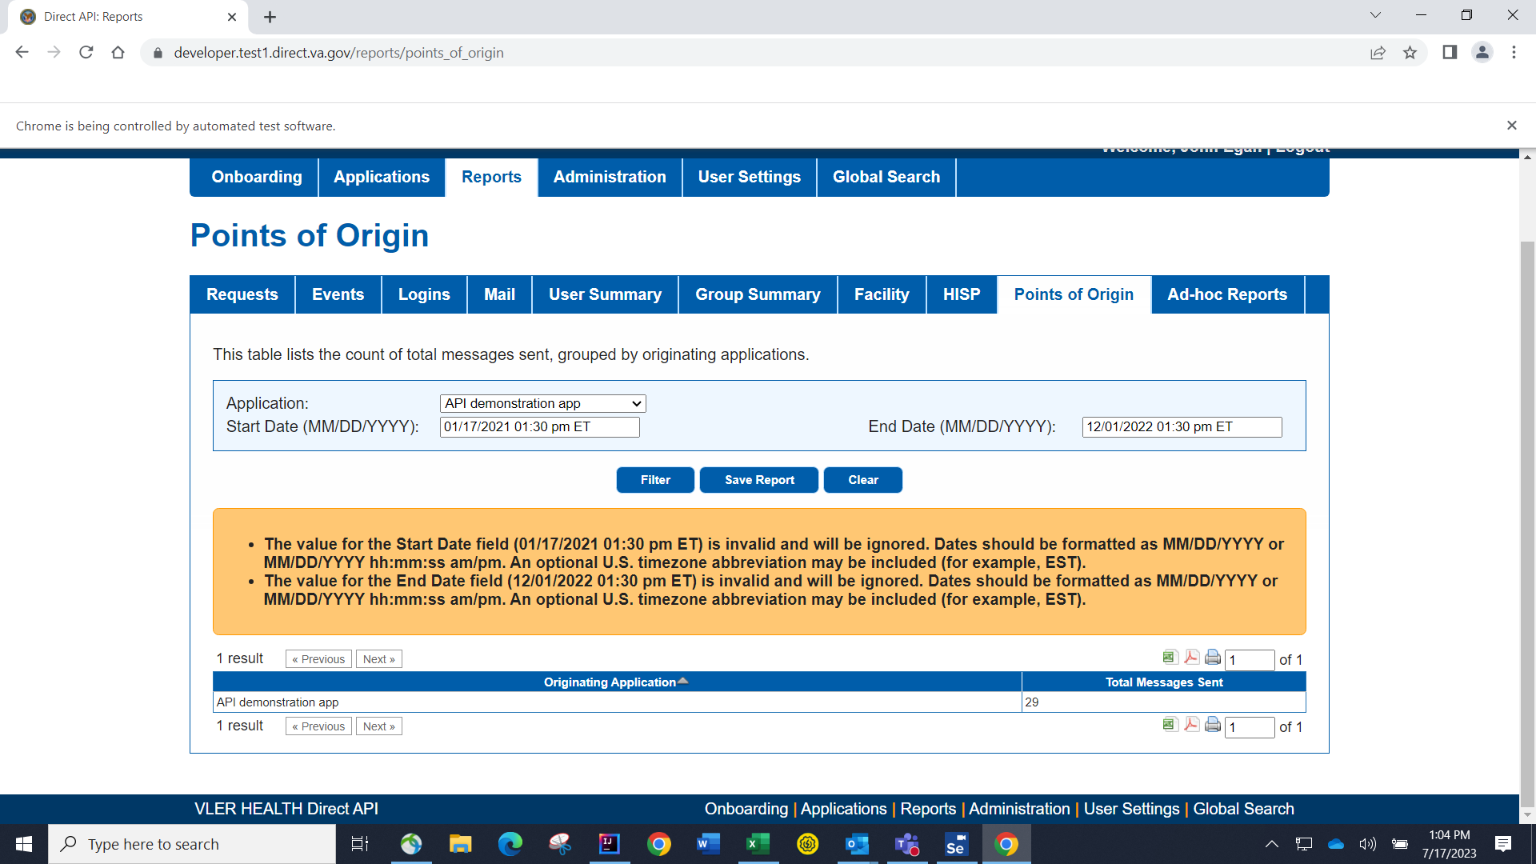 Direct API: Reports
developer.test1.direct.va.gov/reports/points_of_origin
Chrome is being controlled by automated test software.
Welcome, John Egan | Logout
Onboarding Applications Reports Administration User Settings Global Search
Points of Origin
Requests Events Logins Mail User Summary Group Summary Facility HISP Points of Origin Ad-hoc Reports
This table lists the count of total messages sent, grouped by originating applications.
Application: API demonstration app
Start Date (MM/DD/YYYY): 01/17/2021 01:30 pm ET End Date (MM/DD/YYYY): 12/01/2022 01:30 pm ET
Filter Save Report Clear
• The value for the Start Date field (01/17/2021 01:30 pm ET) is invalid and will be ignored. Dates should be formatted as MM/DD/YYYY or
MM/DD/YYYY hh:mm:ss am/pm. An optional U.S. timezone abbreviation may be included (for example, EST).
• The value for the End Date field (12/01/2022 01:30 pm ET) is invalid and will be ignored. Dates should be formatted as MM/DD/YYYY or
MM/DD/YYYY hh:mm:ss am/pm. An optional U.S. timezone abbreviation may be included (for example, EST).
1 result « Previous Next » 1 of 1
Originating Application Total Messages Sent
API demonstration app 29
1 result « Previous Next » 1 of 1
VLER HEALTH Direct API Onboarding | Applications | Reports | Administration | User Settings | Global Search
Type here to search
1:04 PM
7/17/2023